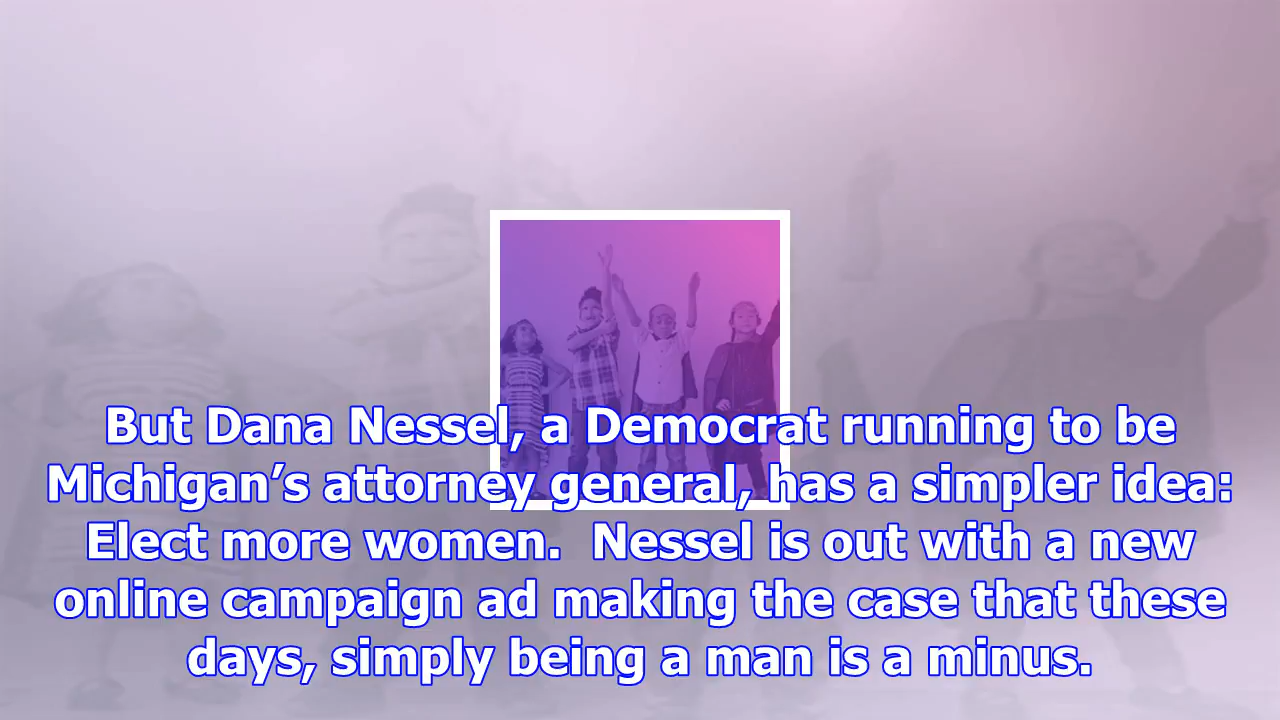 But Dana Nessel, a Democrat running to be
Michigan’s attorney general, has a simpler idea:
Elect more women.  Nessel is out with a new
online campaign ad making the case that these
days, simply being a man is a minus.